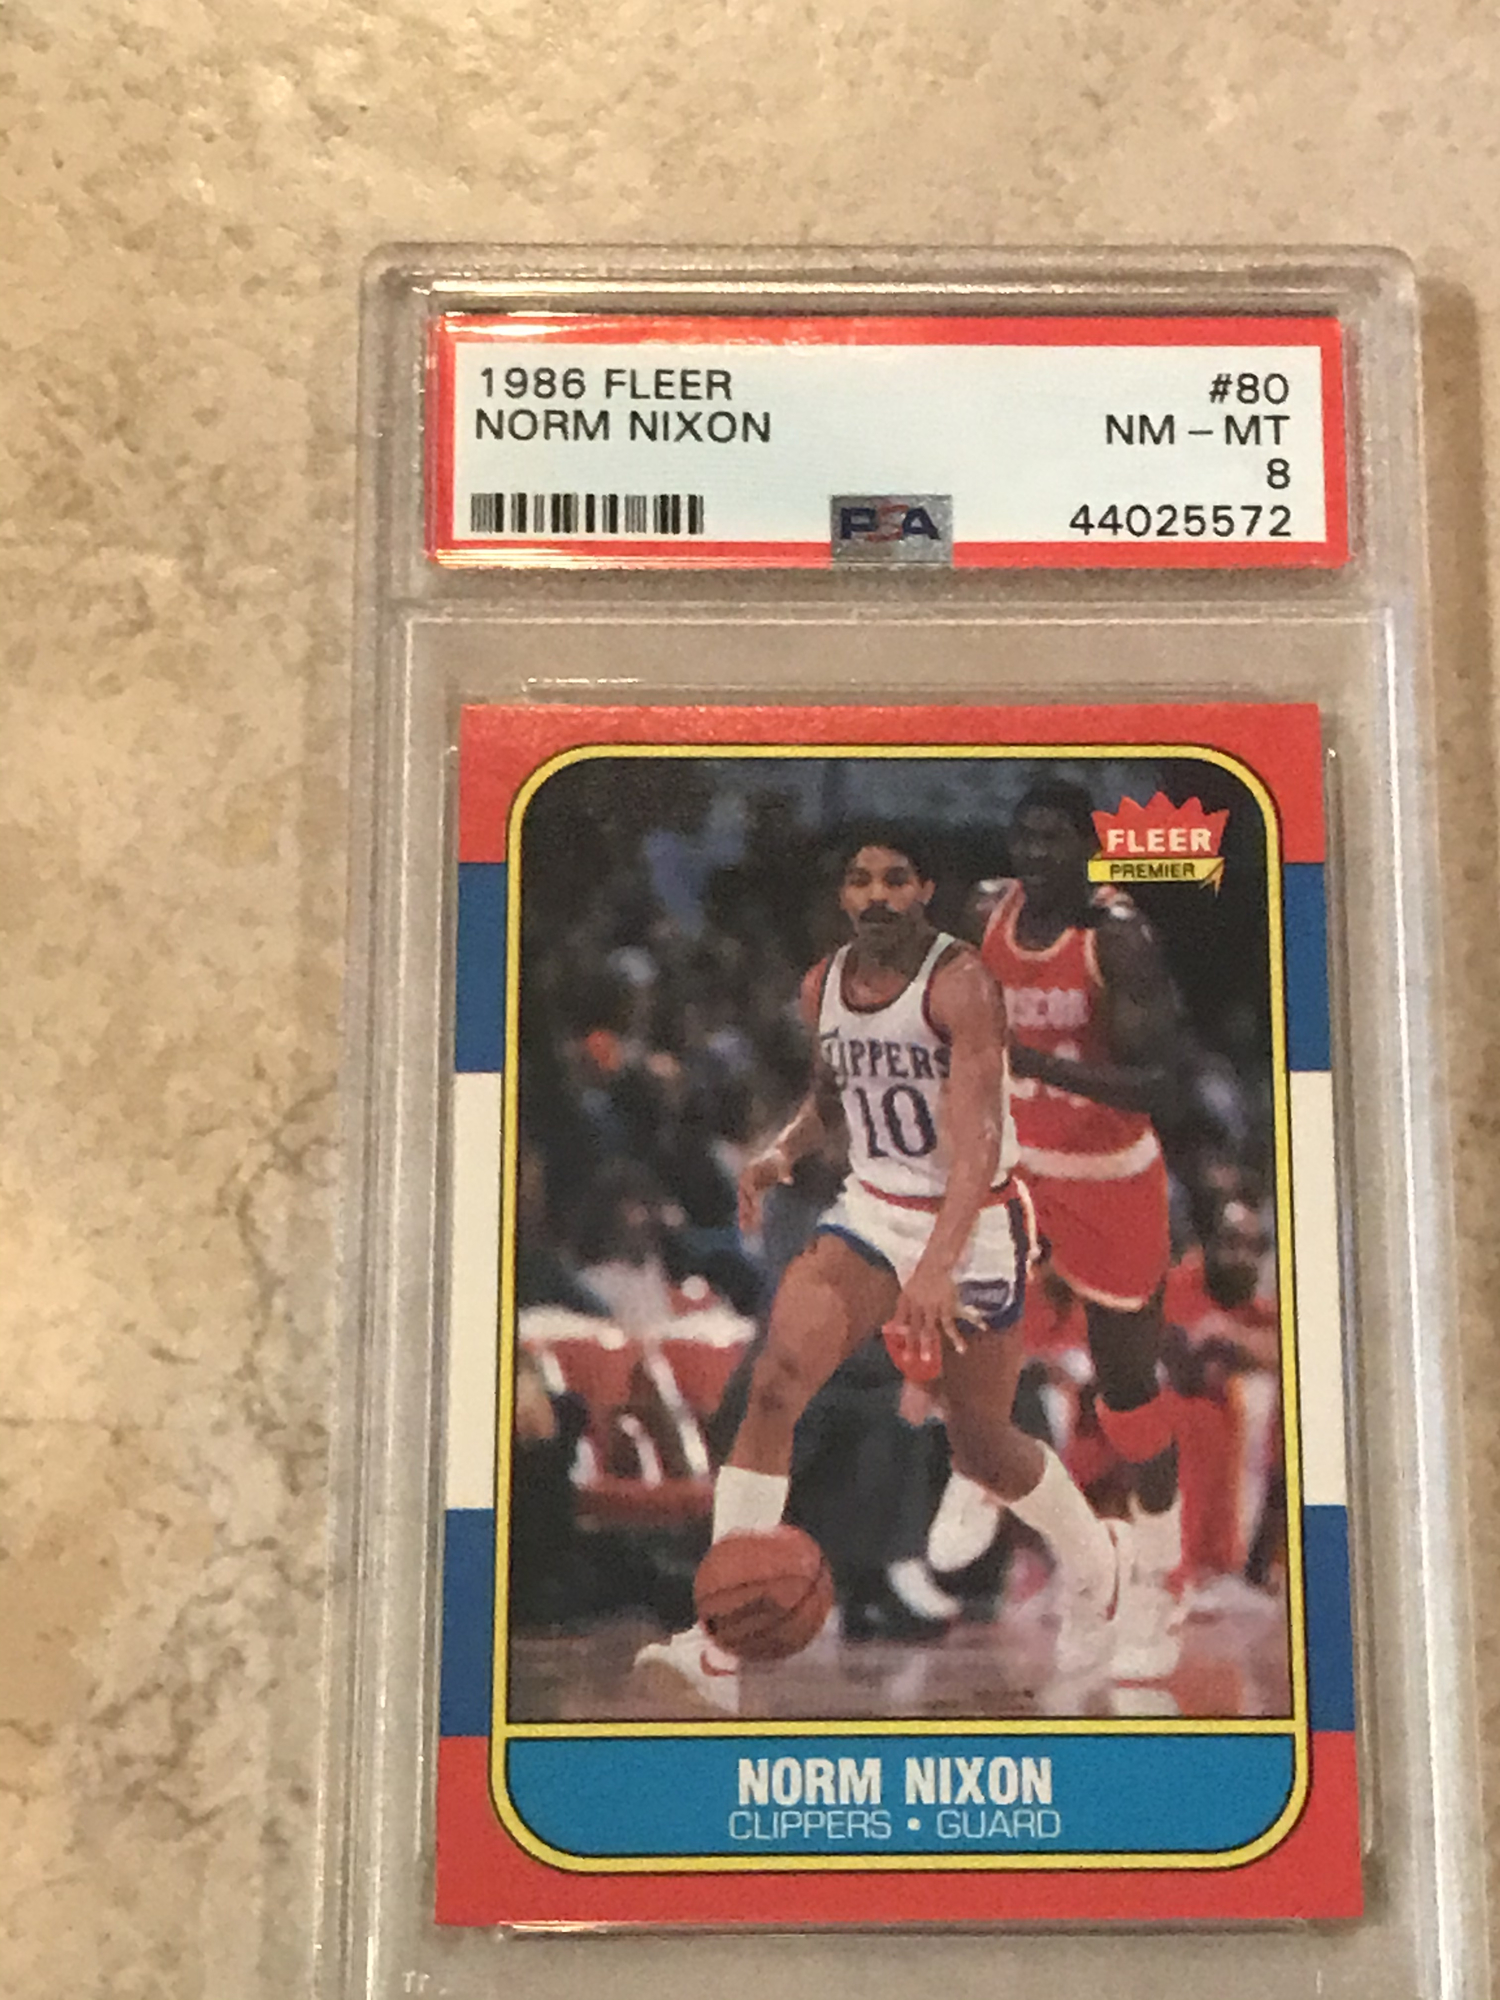 1986 FLEER #80
NORM NIXON NM - MT
8
PSA 44025572
FLEER
PREMIER
CLIPPERS
10
NORM NIXON
CLIPPERS • GUARD